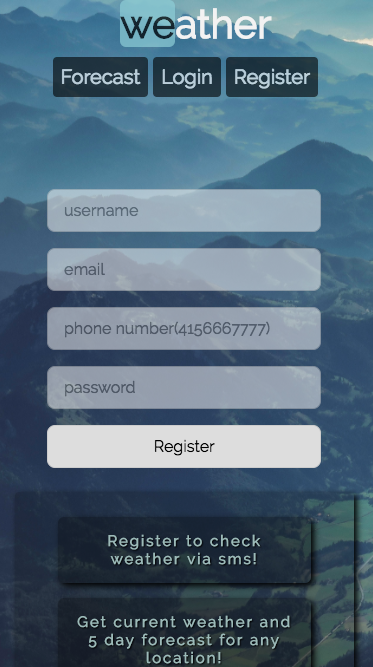 weather
Forecast Login Register
username
email
phone number(4156667777)
password
Register
Register to check
weather via sms!
Get current weather and
5 day forecast for any
location!